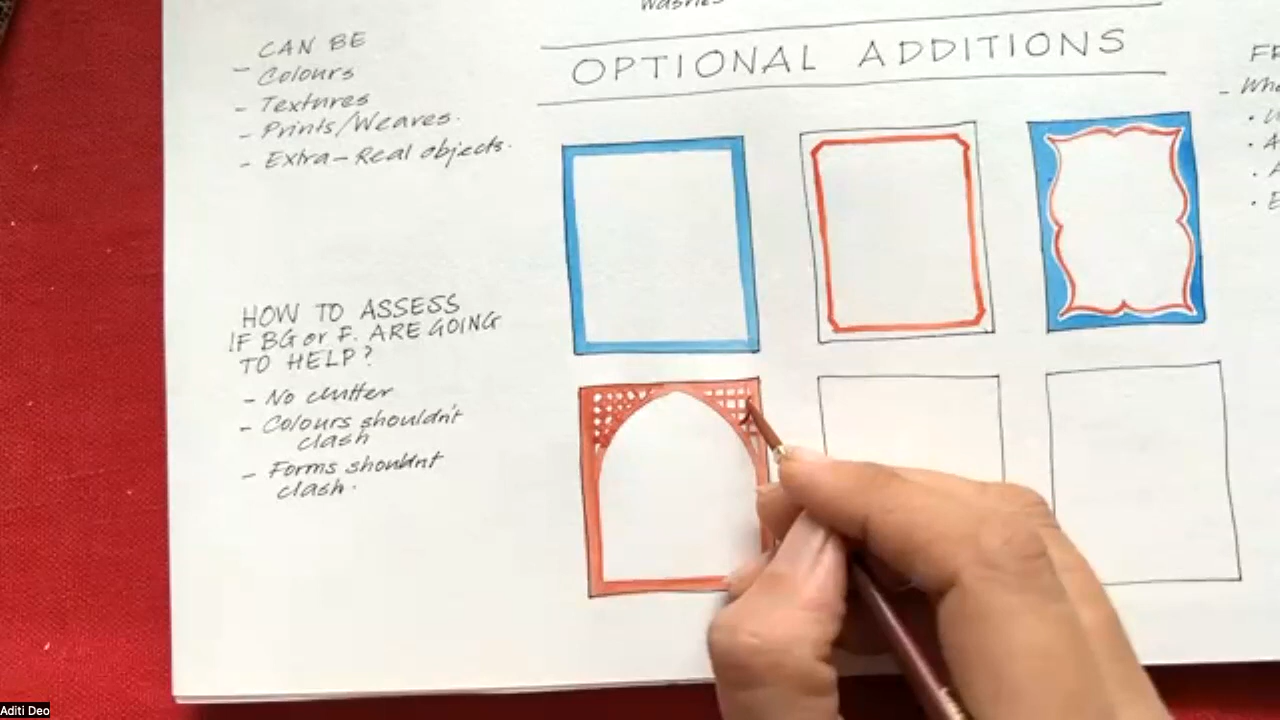 Washes
OPTIONAL ADDITIONS
CAN BE
- Colours
- Textures
- Prints/Weaves.
- Extra-Real objects.
HOW TO ASSESS
IF BG or F. ARE GOING
TO HELP?
- No clutter
- Colours shouldn't
clash
- Forms shouldnt
clash.
Aditi Deo